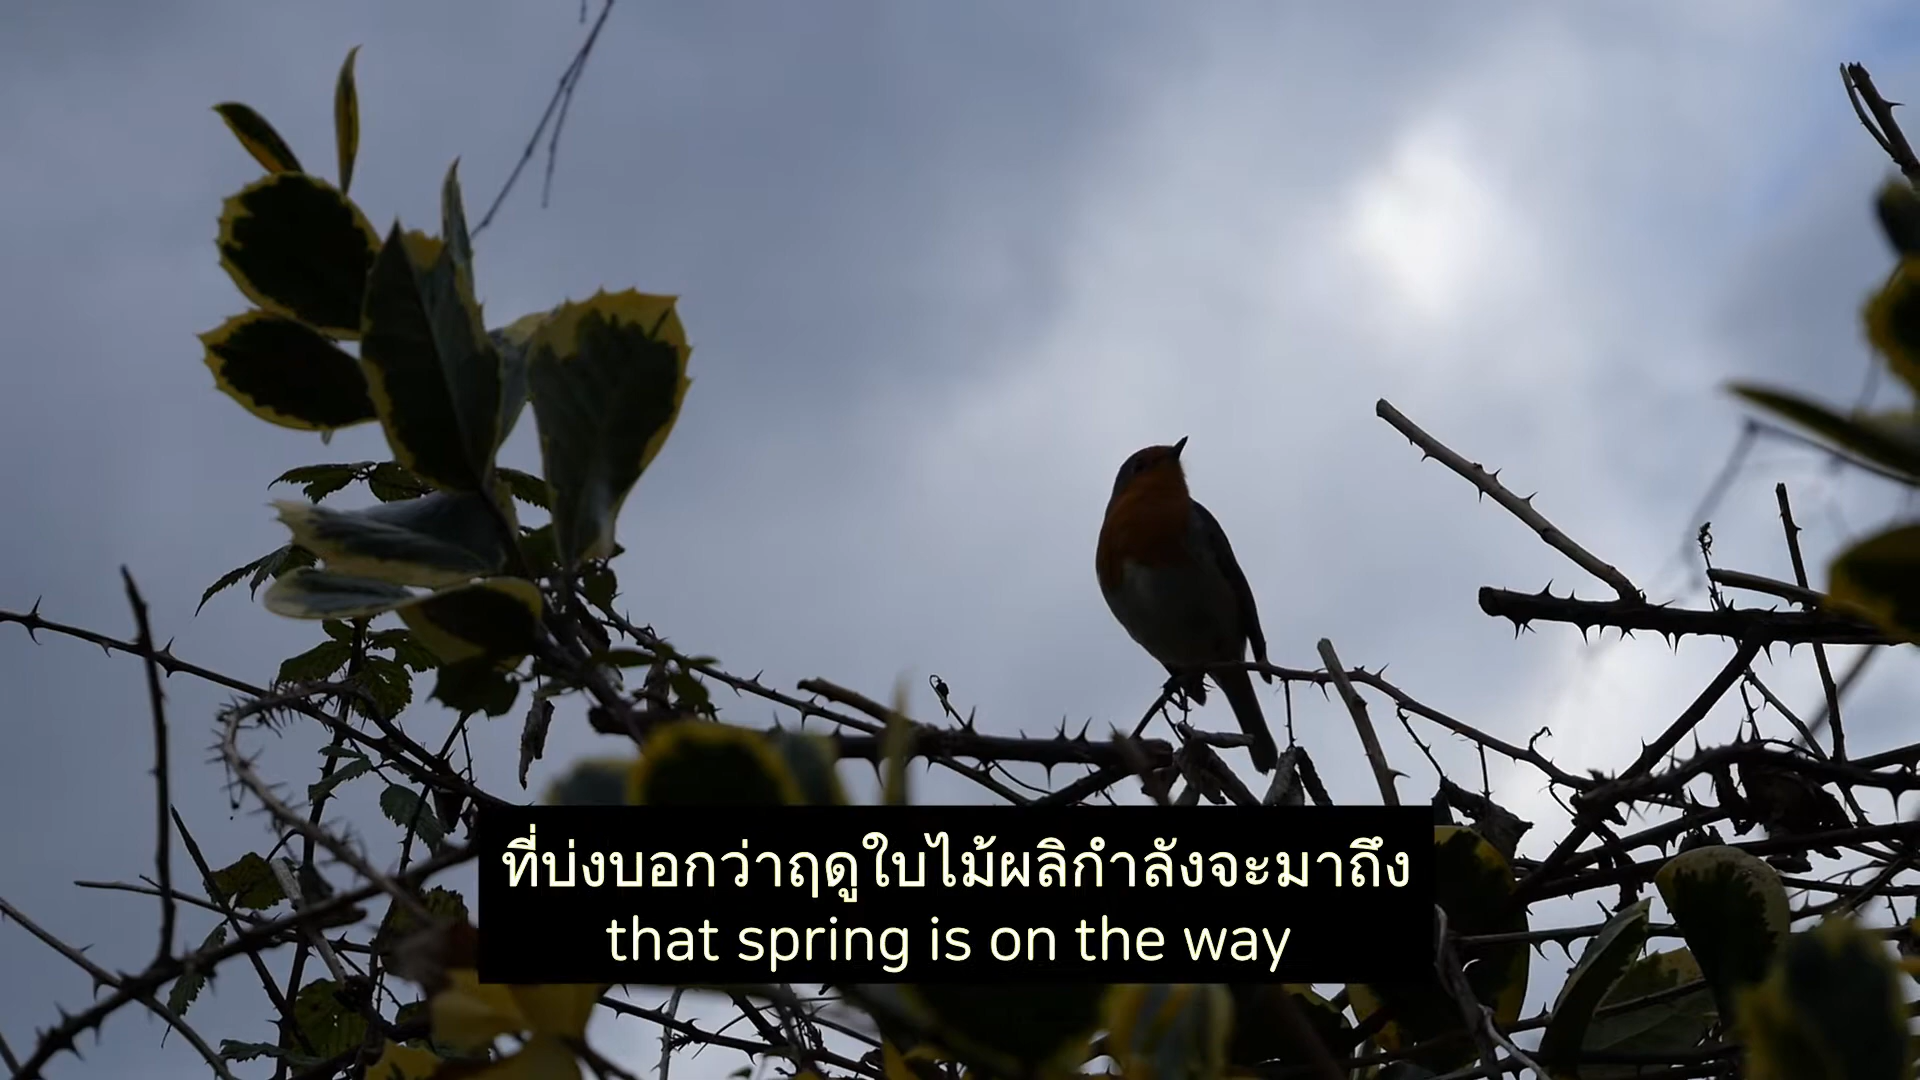 ที่บ่งบอกว่าฤดูใบไม้ผลิกำลังจะมาถึง
that spring is on the way